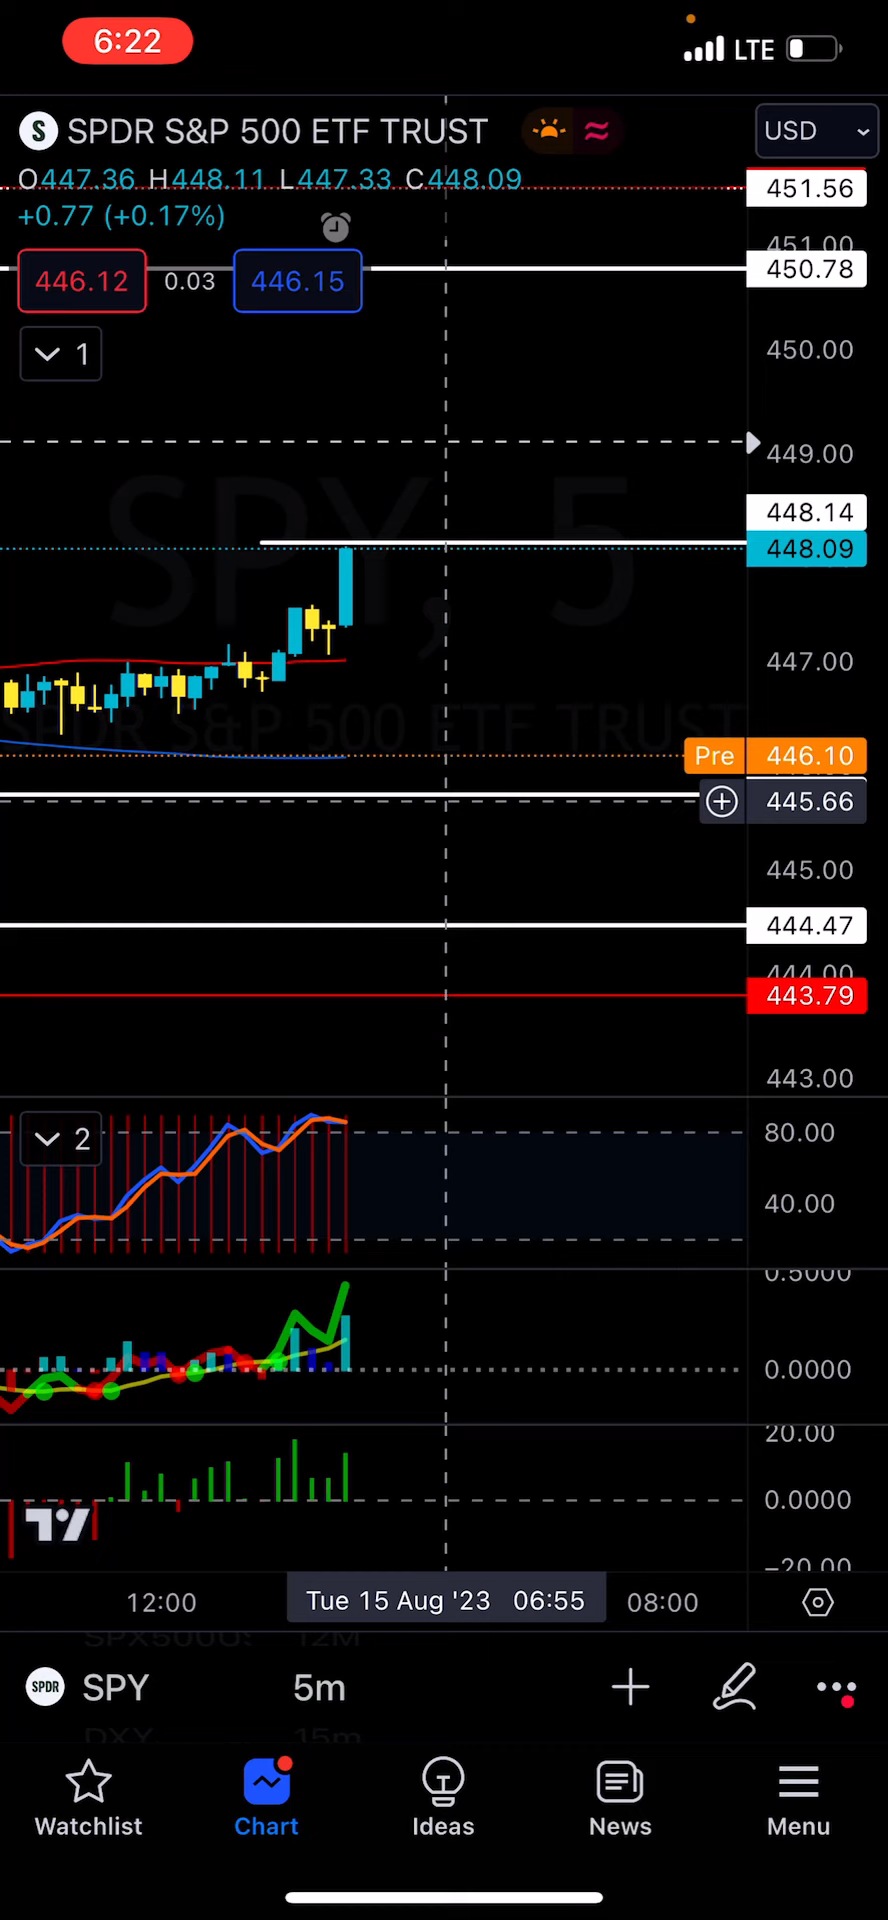 6:22 LTE
S SPDR S&P 500 ETF TRUST USD
O447.36 H448.11 L447.33 C448.09
+0.77 (+0.17%)
451.56
451.00
450.78
446.12 0.03 446.15
1
450.00
449.00
448.14
448.09
SPY, 5
447.00
SPDR S&P 500 ETF TRUST
Pre 446.10
445.66
445.00
444.47
444.00
443.79
443.00
2
80.00
40.00
0.5000
0.0000
20.00
0.0000
−20.00
12:00 Tue 15 Aug '23 06:55 08:00
SPX500US 12M
SPDR SPY 5m
DXY 15m
Watchlist Chart Ideas News Menu